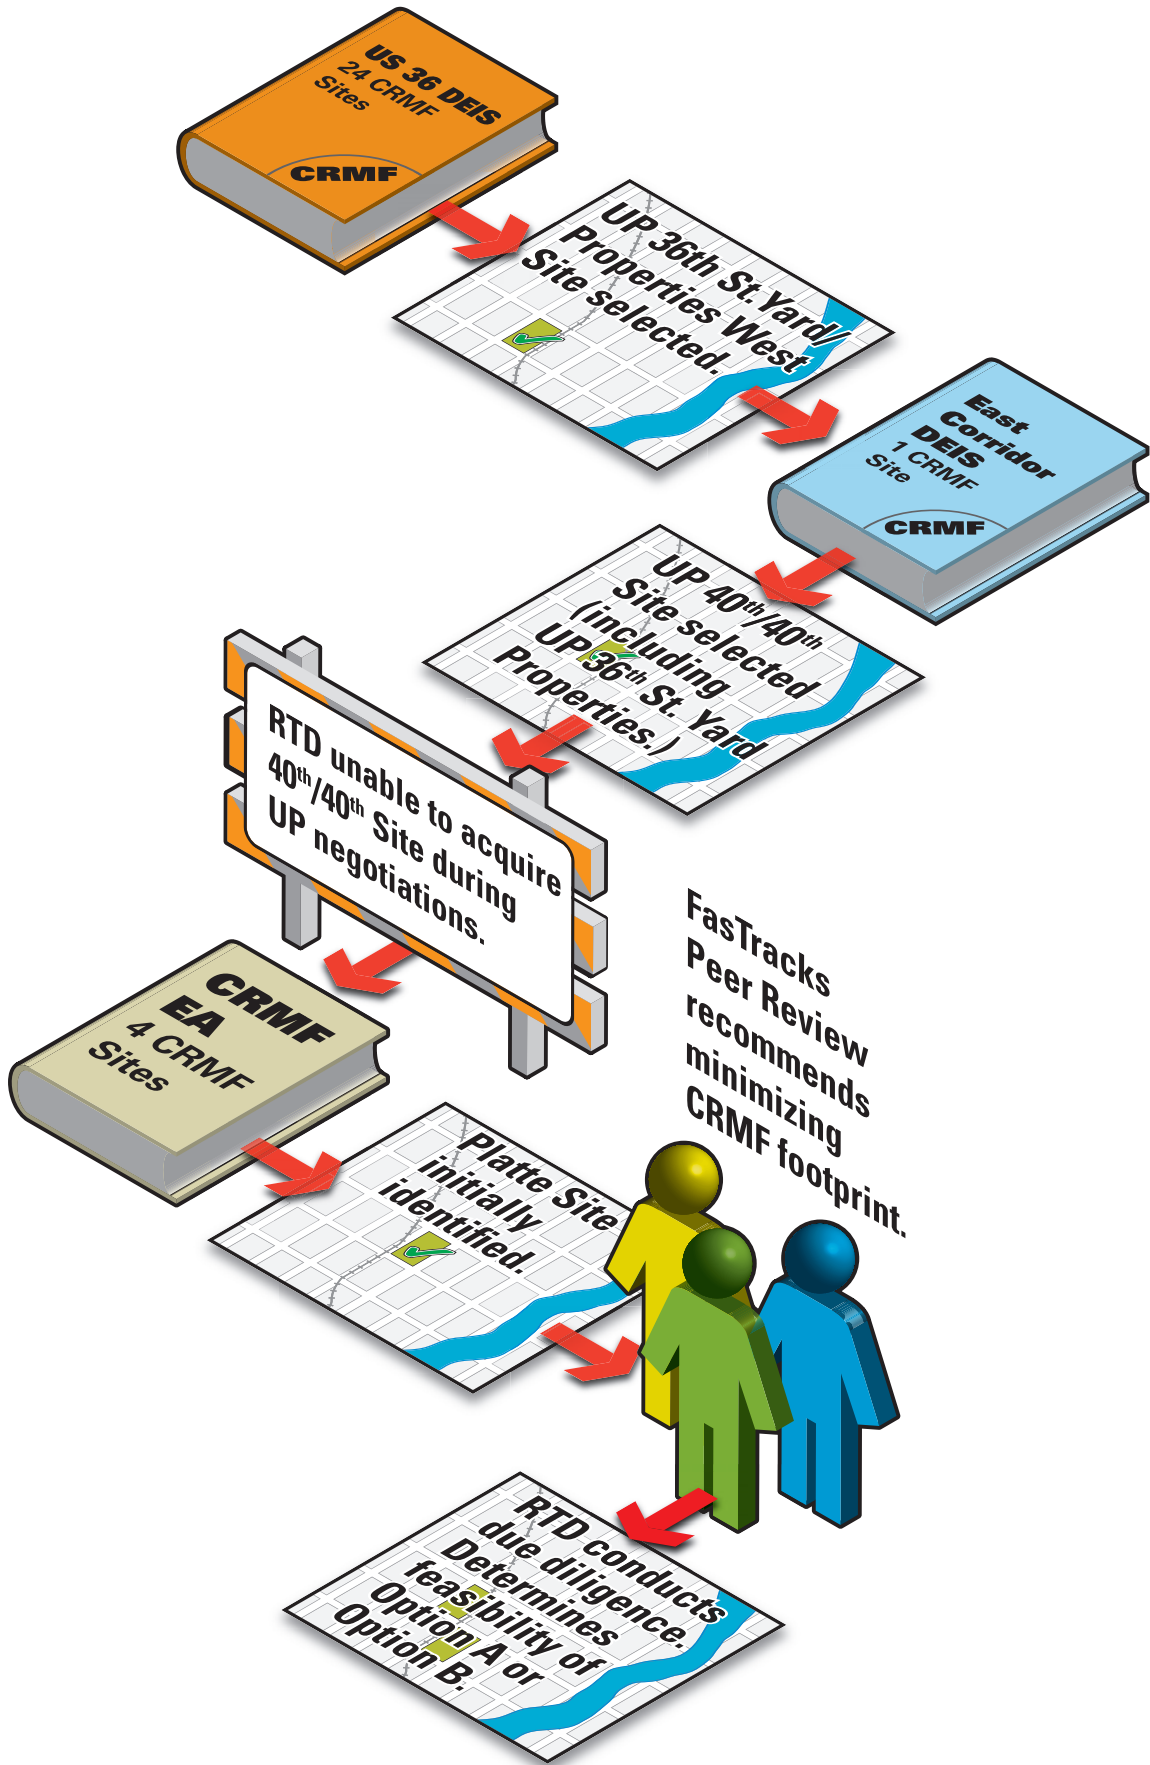 US 36 DEIS
24 CRMF
Sites
CRMF
UP 36th St. Yard/
Properties West
Site selected.
East
Corridor
DEIS
1 CRMF
Site
CRMF
UP 40th/40th
Site selected
(including
UP 36th St. Yard
Properties.)
RTD unable to acquire
40th/40th Site during
UP negotiations.
CRMF
EA
4 CRMF
Sites
Platte Site
initially
identified.
FasTracks
Peer Review
recommends
minimizing
CRMF footprint.
RTD conducts
due diligence.
Determines
feasibility of
Option A or
Option B.